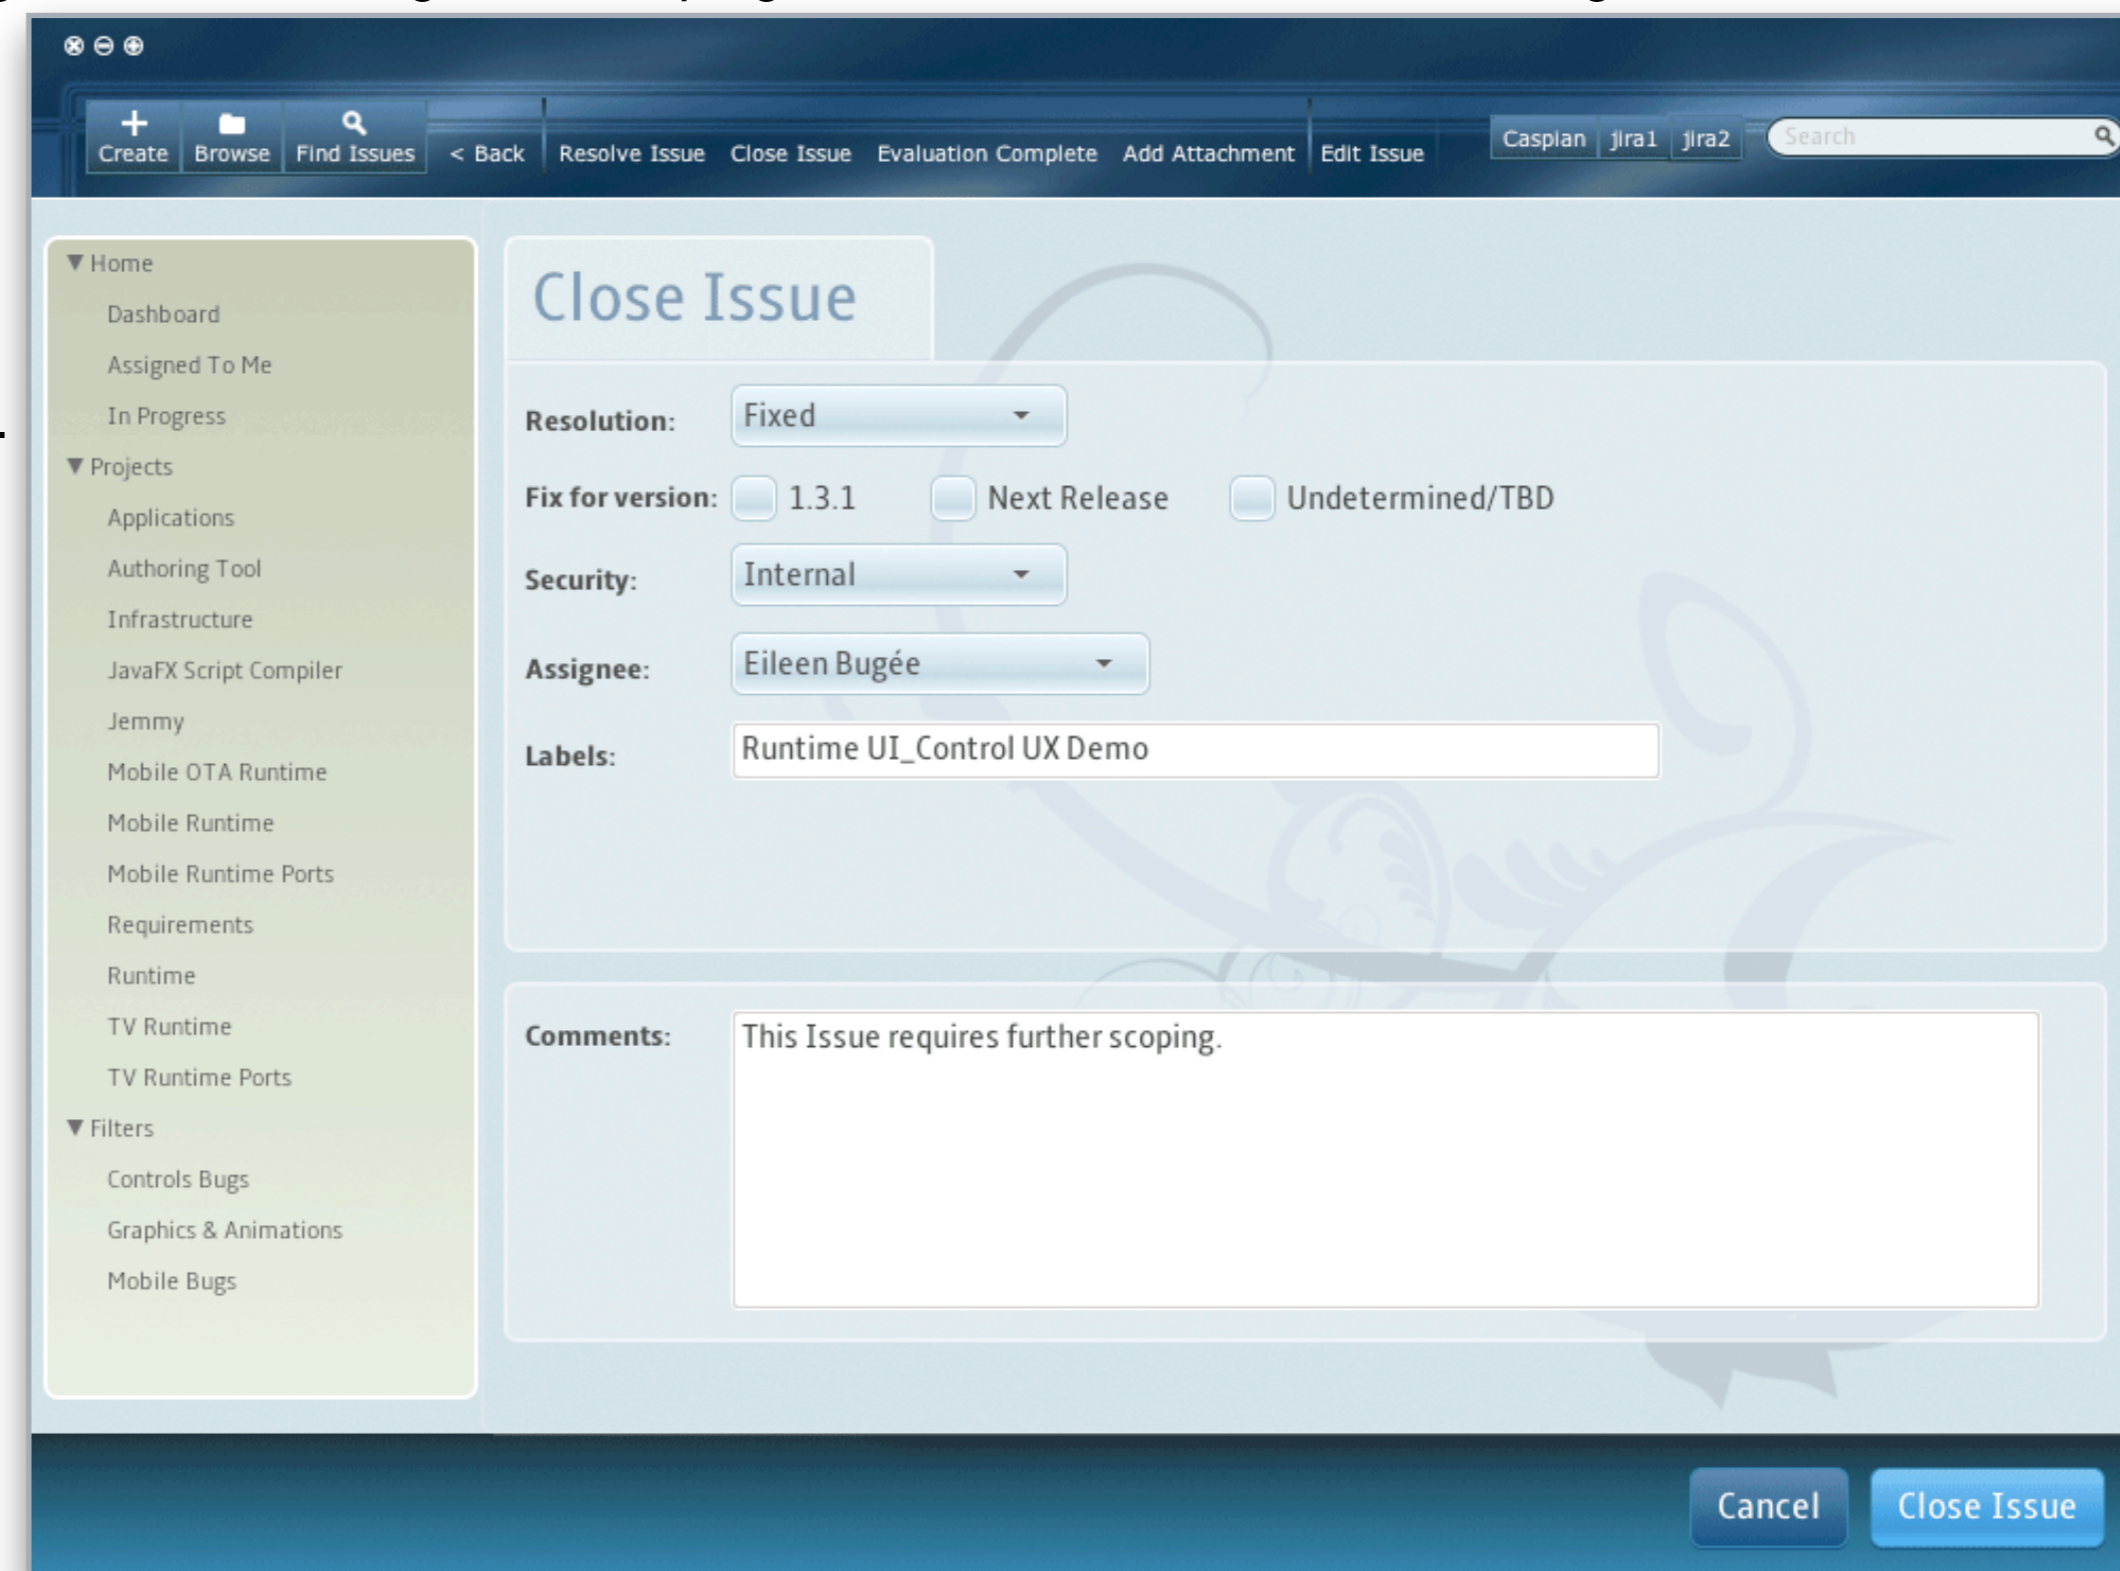 Create Browse Find Issues < Back Resolve Issue Close Issue Evaluation Complete Add Attachment Edit Issue Caspian jira1 jira2 Search
Home
Dashboard
Assigned To Me
In Progress
Projects
Applications
Authoring Tool
Infrastructure
JavaFX Script Compiler
Jemmy
Mobile OTA Runtime
Mobile Runtime
Mobile Runtime Ports
Requirements
Runtime
TV Runtime
TV Runtime Ports
Filters
Controls Bugs
Graphics & Animations
Mobile Bugs
Close Issue
Resolution: Fixed
Fix for version: 1.3.1 Next Release Undetermined/TBD
Security: Internal
Assignee: Eileen Bugée
Labels: Runtime UI_Control UX Demo
Comments: This Issue requires further scoping.
Cancel Close Issue